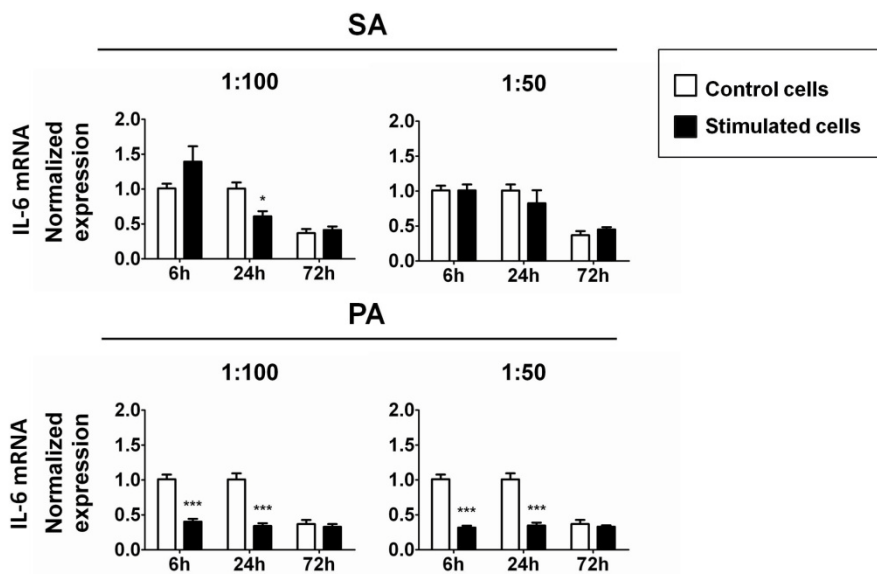 SA
1:100
1:50
Control cells
Stimulated cells
IL-6 mRNA
Normalized
expression
2.0
1.5
1.0
0.5
0.0
*
6h 24h 72h
2.0
1.5
1.0
0.5
0.0
6h 24h 72h
PA
1:100
1:50
IL-6 mRNA
Normalized
expression
2.0
1.5
1.0
0.5
0.0
*** ***
6h 24h 72h
2.0
1.5
1.0
0.5
0.0
*** ***
6h 24h 72h